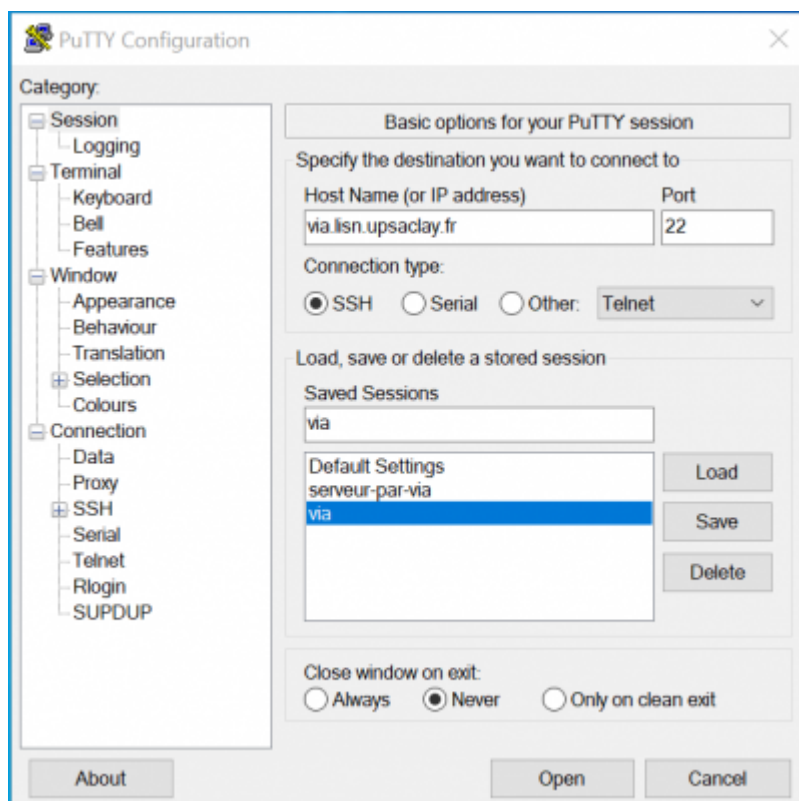 PuTTY Configuration
Category:
Session
Logging
Terminal
Keyboard
Bell
Features
Window
Appearance
Behaviour
Translation
Selection
Colours
Connection
Data
Proxy
SSH
Serial
Telnet
Rlogin
SUPDUP
Basic options for your PuTTY session
Specify the destination you want to connect to
Host Name (or IP address) Port
via.lisn.upsaclay.fr 22
Connection type:
SSH Serial Other: Telnet
Load, save or delete a stored session
Saved Sessions
via
Default Settings
serveur-par-via
via
Load
Save
Delete
Close window on exit:
Always Never Only on clean exit
About Open Cancel